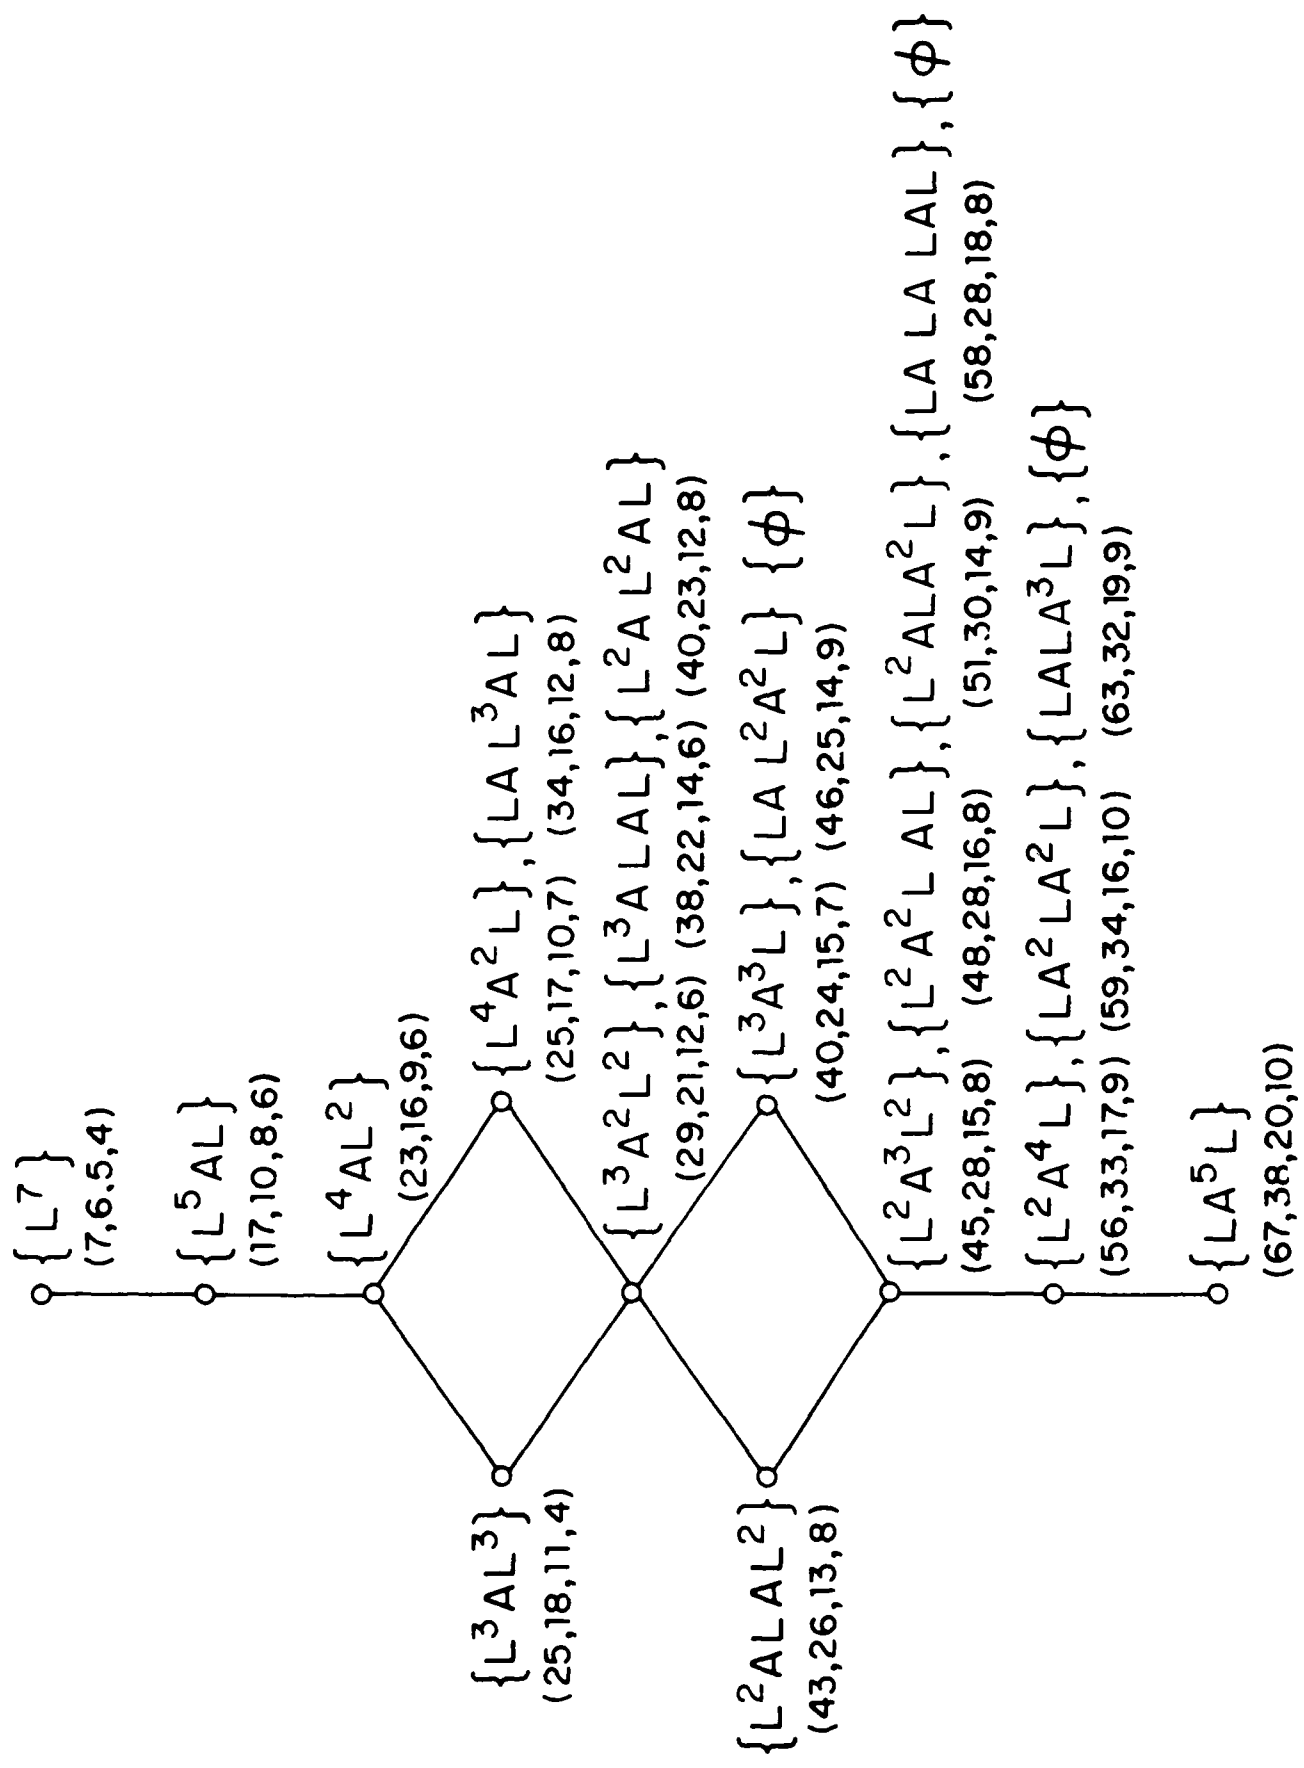 {L⁷}
(7,6.5,4)
{L⁵AL}
(17,10,8,6)
{L⁴AL²}
(23,16,9,6)
{L³AL³}
(25,18,11,4)
{L⁴A²L},{LA L³AL}
(25,17,10,7) (34,16,12,8)
{L³A²L²},{L³ALAL},{L²AL²AL}
(29,21,12,6) (38,22,14,6) (40,23,12,8)
{L²ALAL²}
(43,26,13,8)
{L³A³L},{LA L²A²L} {ϕ}
(40,24,15,7) (46,25,14,9)
{L²A³L²},{L²A²L AL},{L²ALA²L},{LA LA LAL},{ϕ}
(45,28,15,8) (48,28,16,8) (51,30,14,9) (58,28,18,8)
{L²A⁴L},{LA²LA²L},{LALA³L},{ϕ}
(56,33,17,9) (59,34,16,10) (63,32,19,9)
{LA⁵L}
(67,38,20,10)